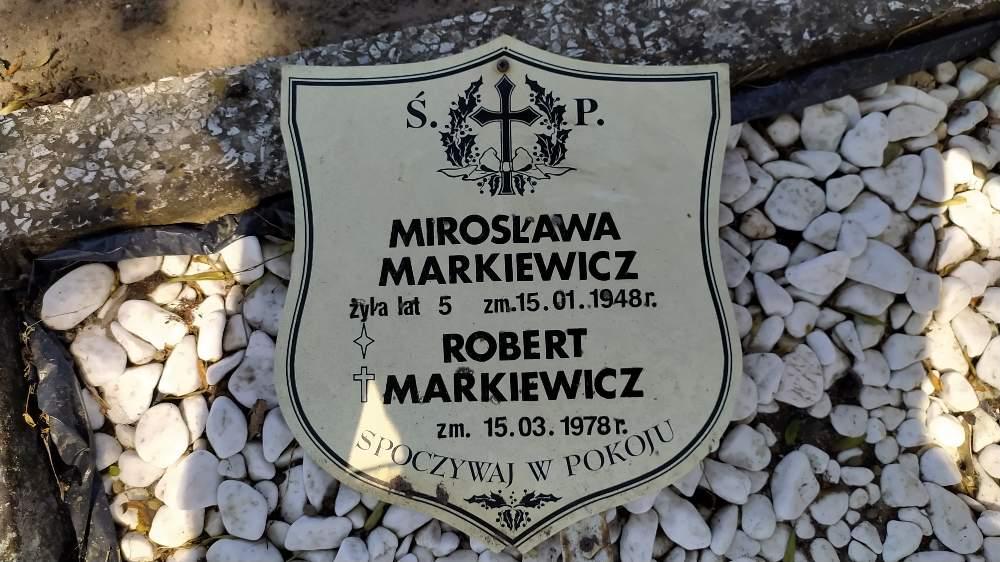 Ś. P.
MIROSŁAWA
MARKIEWICZ
żyła lat 5 zm.15.01.1948r.
ROBERT
MARKIEWICZ
zm. 15.03.1978r.
SPOCZYWAJ W POKOJU